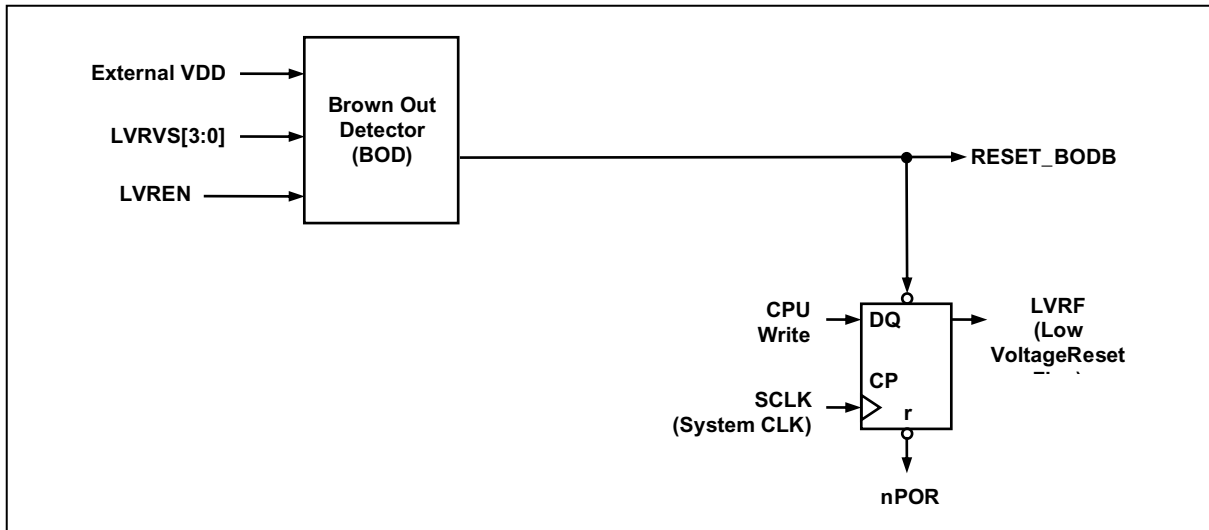 External VDD
LVRVS[3:0]
LVREN
Brown Out
Detector
(BOD)
RESET_BODB
CPU
Write
DQ
CP
r
SCLK
(System CLK)
LVRF
(Low
VoltageReset
nPOR